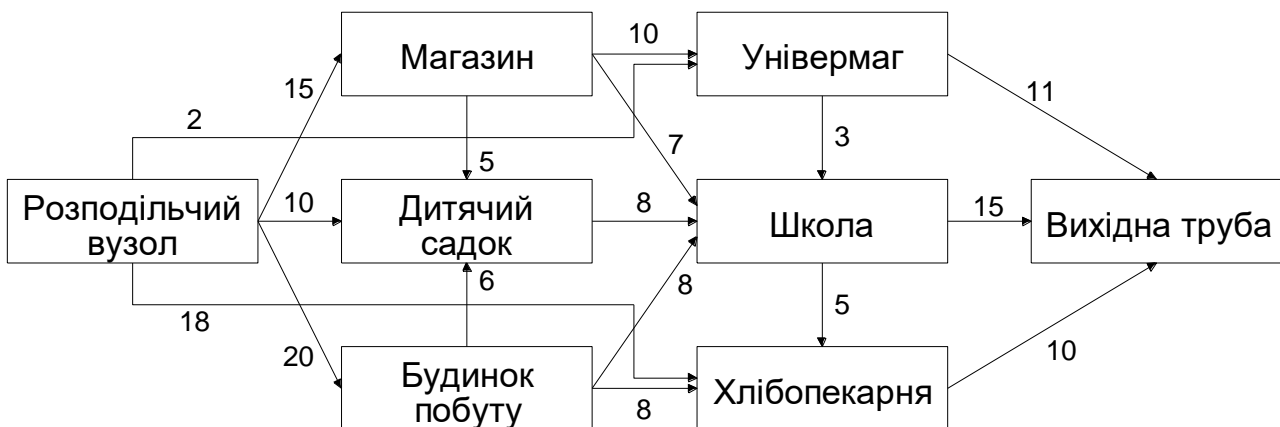 Магазин
10
Універмаг
15
11
2
7
3
5
Розподільчий
вузол
10
Дитячий
садок
8
Школа
15
Вихідна труба
6
8
18
5
20
10
Будинок
побуту
8
Хлібопекарня